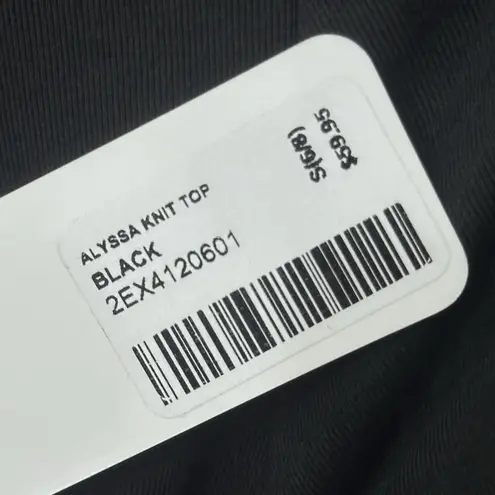 ALYSSA KNIT TOP
BLACK
2EX4120601
S(6/8)
$59.95